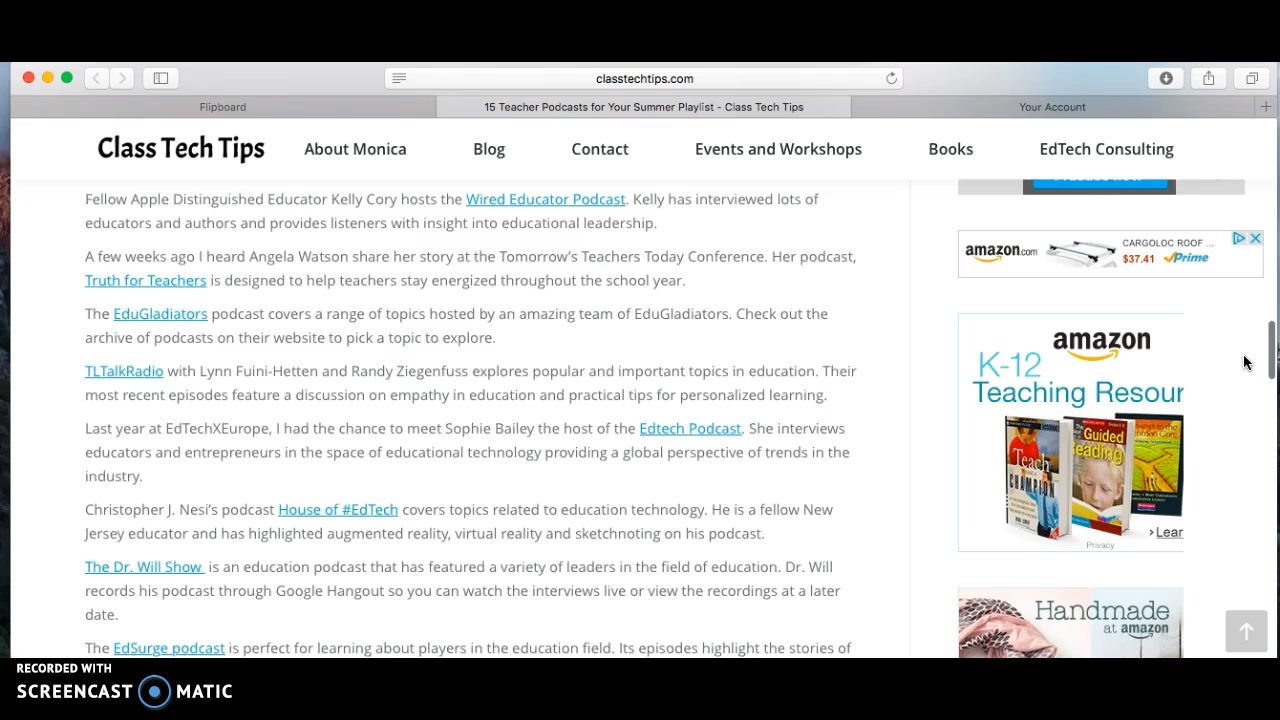 classtechtips.com
Flipboard
15 Teacher Podcasts for Your Summer Playlist - Class Tech Tips
Your Account
Class Tech Tips
About Monica
Blog
Contact
Events and Workshops
Books
EdTech Consulting
Fellow Apple Distinguished Educator Kelly Cory hosts the Wired Educator Podcast. Kelly has interviewed lots of
educators and authors and provides listeners with insight into educational leadership.
A few weeks ago I heard Angela Watson share her story at the Tomorrow's Teachers Today Conference. Her podcast,
Truth for Teachers is designed to help teachers stay energized throughout the school year.
The EduGladiators podcast covers a range of topics hosted by an amazing team of EduGladiators. Check out the
archive of podcasts on their website to pick a topic to explore.
TLTalkRadio with Lynn Fuini-Hetten and Randy Ziegenfuss explores popular and important topics in education. Their
most recent episodes feature a discussion on empathy in education and practical tips for personalized learning.
Last year at EdTechXEurope, I had the chance to meet Sophie Bailey the host of the Edtech Podcast. She interviews
educators and entrepreneurs in the space of educational technology providing a global perspective of trends in the
industry.
Christopher J. Nesi's podcast House of #EdTech covers topics related to education technology. He is a fellow New
Jersey educator and has highlighted augmented reality, virtual reality and sketchnoting on his podcast.
The Dr. Will Show is an education podcast that has featured a variety of leaders in the field of education. Dr. Will
records his podcast through Google Hangout so you can watch the interviews live or view the recordings at a later
date.
The EdSurge podcast is perfect for learning about players in the education field. Its episodes highlight the stories of
amazon.com
CARGOLOC ROOF ...
$37.41 Prime
amazon
K-12
Teaching Resour
Teach
CHAMPION
Guided
Reading
Lear
Privacy
Handmade
at amazon
RECORDED WITH
SCREENCAST MATIC